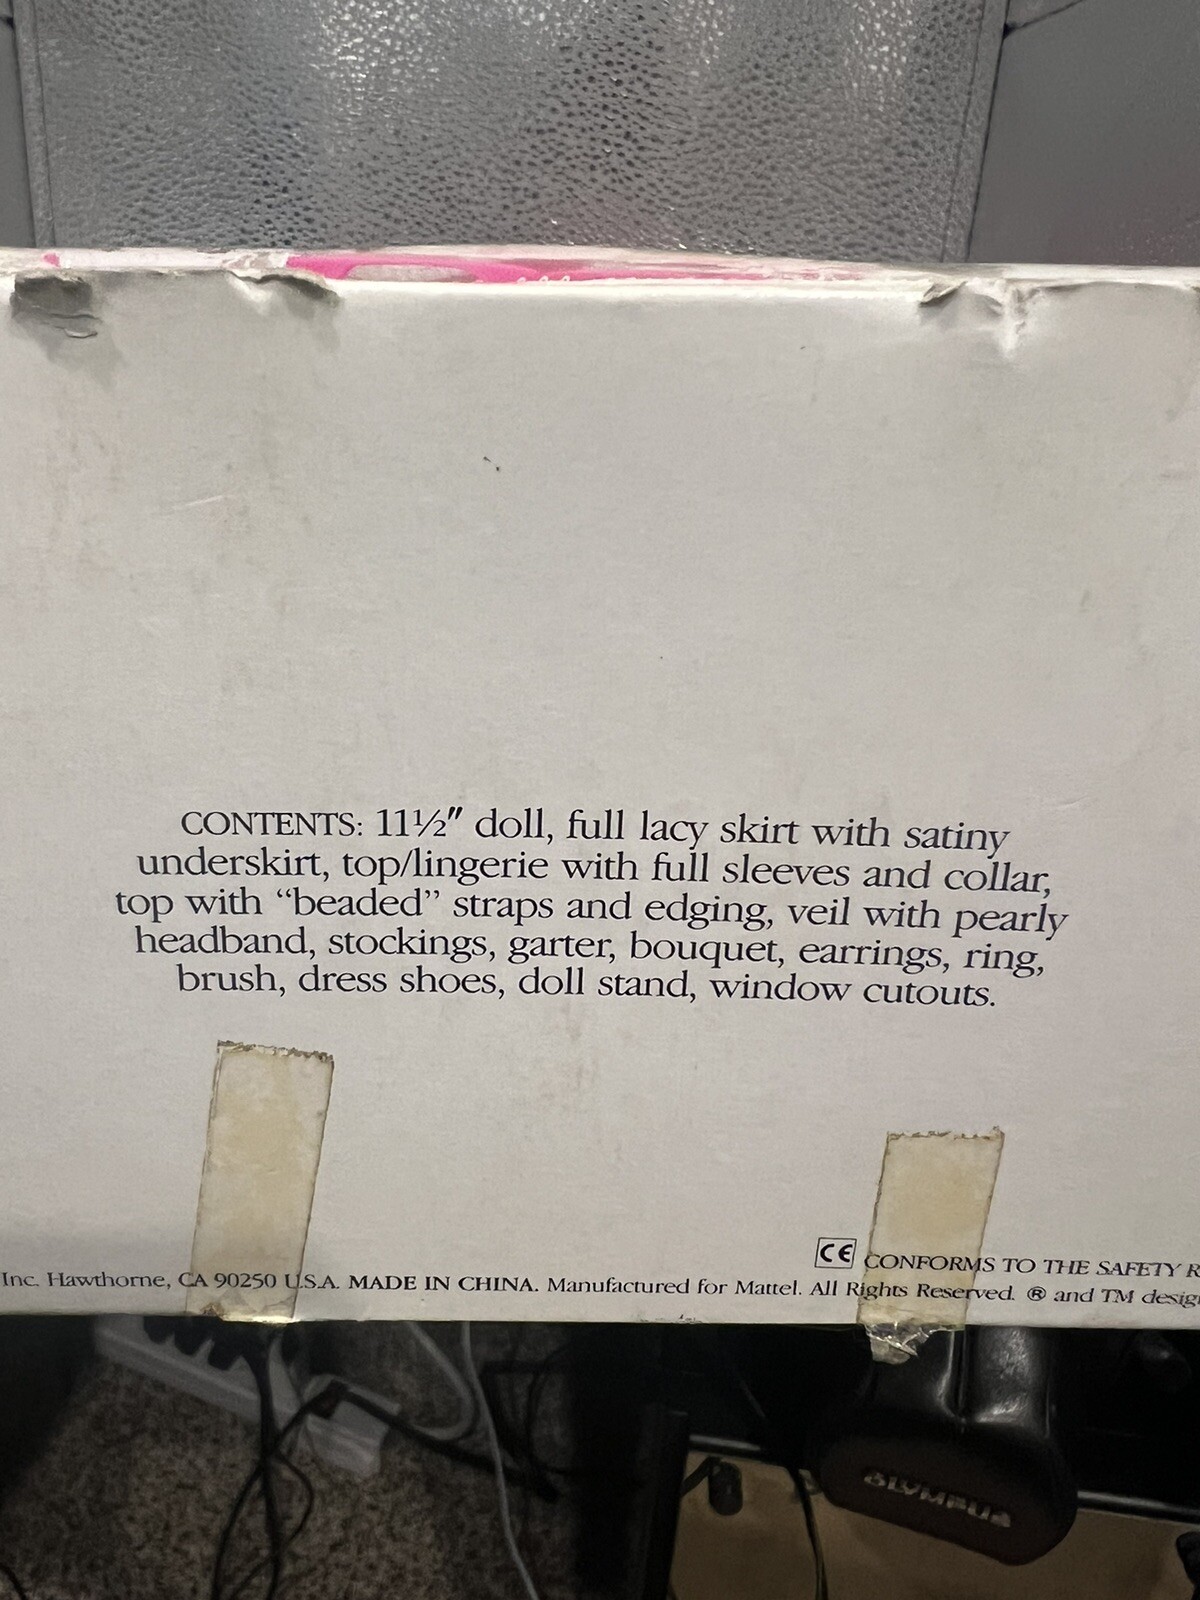 CONTENTS: 11½″ doll, full lacy skirt with satiny
underskirt, top/lingerie with full sleeves and collar,
top with “beaded” straps and edging, veil with pearly
headband, stockings, garter, bouquet, earrings, ring,
brush, dress shoes, doll stand, window cutouts.
CE CONFORMS TO THE SAFETY R
Inc. Hawthorne, CA 90250 U.S.A. MADE IN CHINA. Manufactured for Mattel. All Rights Reserved. ® and TM desig
OLYMPUS